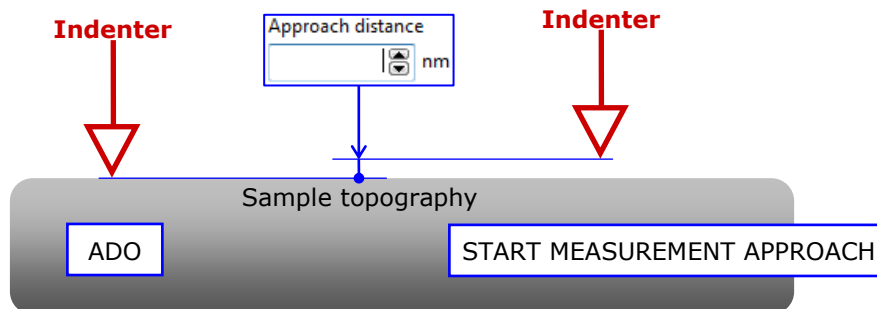 Indenter
Approach distance
nm
Indenter
Sample topography
ADO
START MEASUREMENT APPROACH